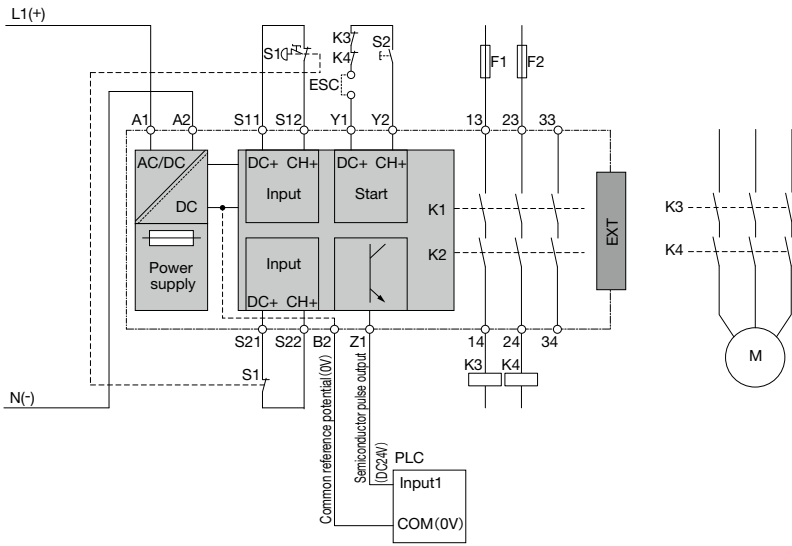 L1(+)
K3
K4
S2
S1
ESC
F1
F2
A1
A2
S11
S12
Y1
Y2
13
23
33
AC/DC
DC
DC+ CH+
Input
DC+ CH+
Start
K1
K2
EXT
K3
K4
Power
supply
Input
DC+ CH+
S21
S22
B2
Z1
14
24
34
K3
K4
M
S1
N(-)
Common reference potential(0V)
Semiconductor pulse output
(DC24V)
PLC
Input1
COM(0V)